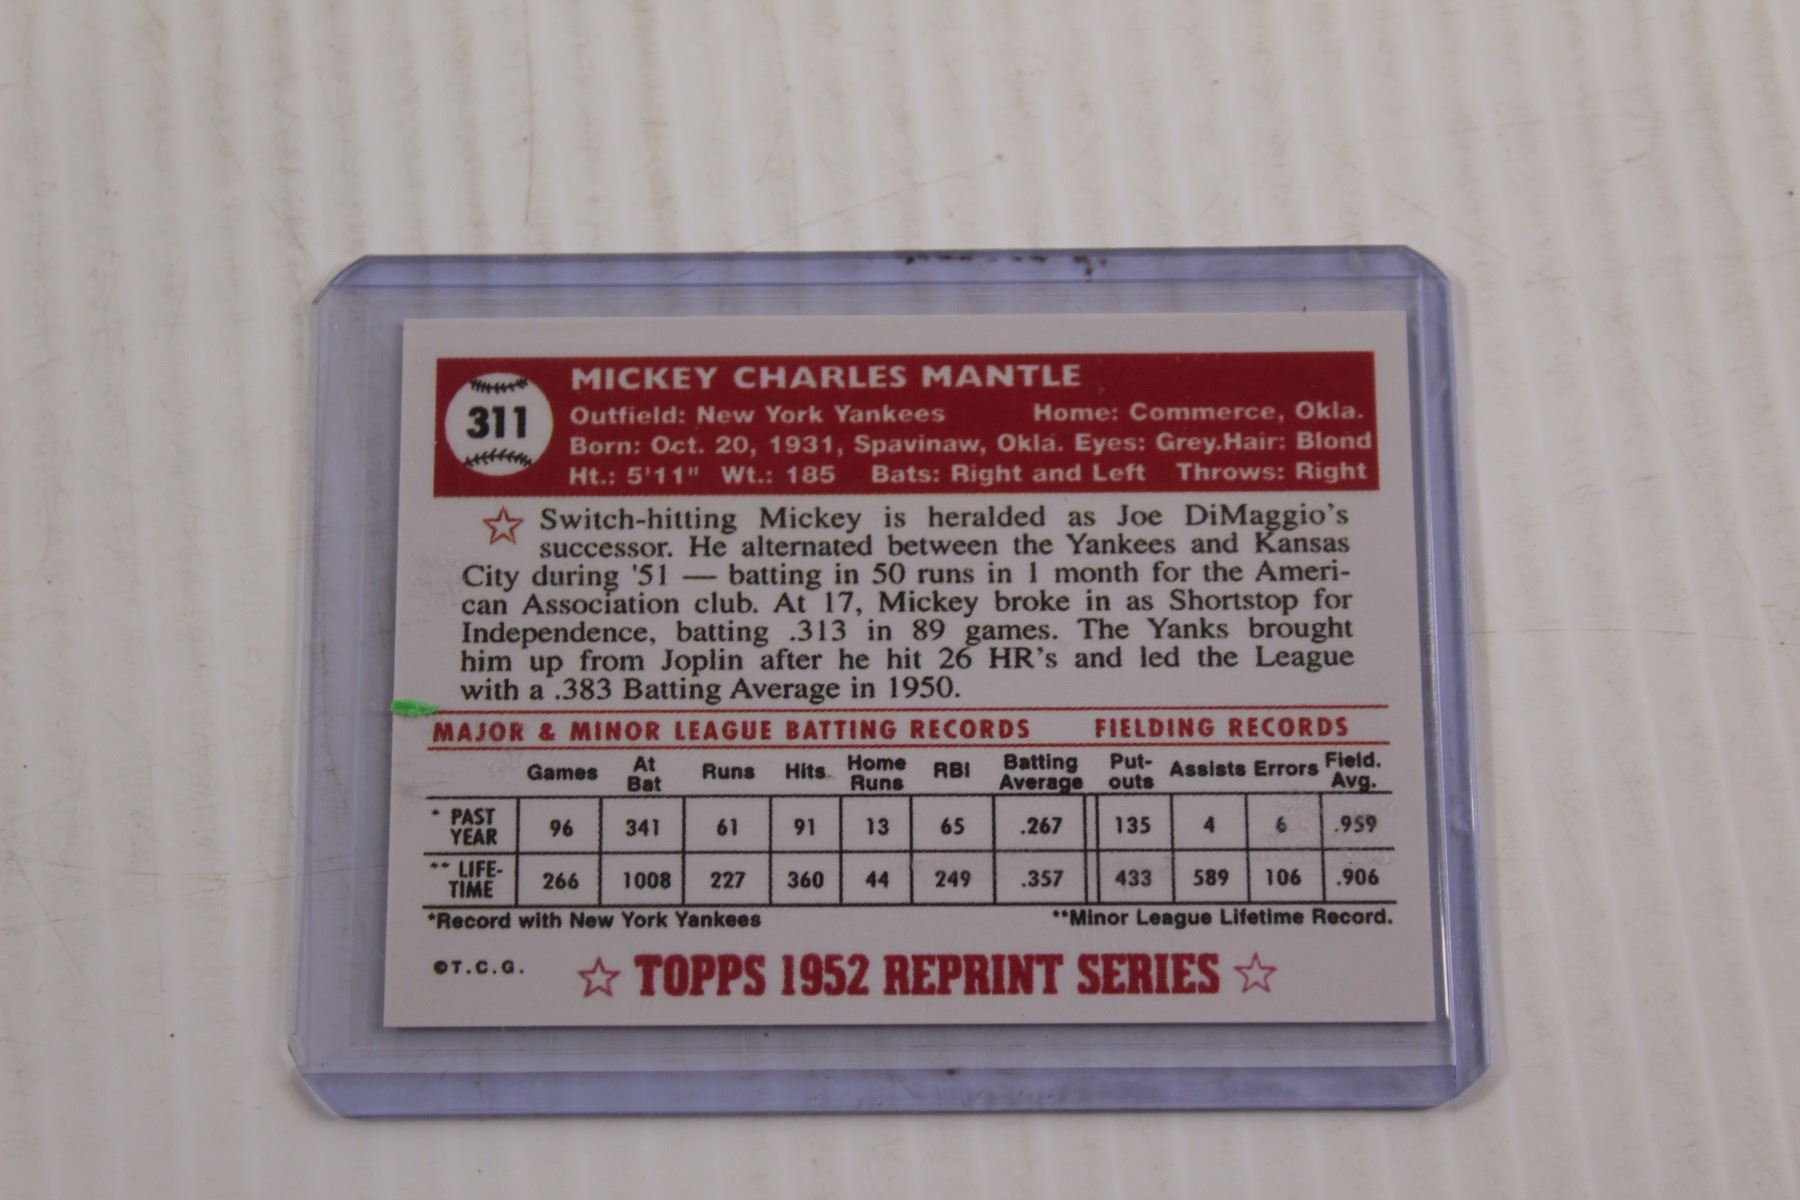 311
MICKEY CHARLES MANTLE
Outfield: New York Yankees Home: Commerce, Okla.
Born: Oct. 20, 1931, Spavinaw, Okla. Eyes: Grey. Hair: Blond
Ht.: 5'11" Wt.: 185 Bats: Right and Left Throws: Right
☆ Switch-hitting Mickey is heralded as Joe DiMaggio's
successor. He alternated between the Yankees and Kansas
City during '51 — batting in 50 runs in 1 month for the Ameri-
can Association club. At 17, Mickey broke in as Shortstop for
Independence, batting .313 in 89 games. The Yanks brought
him up from Joplin after he hit 26 HR's and led the League
with a .383 Batting Average in 1950.
MAJOR & MINOR LEAGUE BATTING RECORDS FIELDING RECORDS
Games At Bat Runs Hits Home Runs RBI Batting Average Put-outs Assists Errors Field. Avg.
* PAST YEAR 96 341 61 91 13 65 .267 135 4 6 .959
** LIFE-TIME 266 1008 227 360 44 249 .357 433 589 106 .906
*Record with New York Yankees **Minor League Lifetime Record.
©T.C.G. ☆ TOPPS 1952 REPRINT SERIES ☆